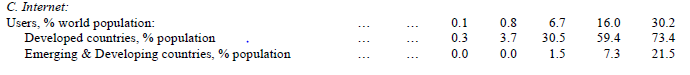 C. Internet:
Users, % world population: … … 0.1 0.8 6.7 16.0 30.2
Developed countries, % population . … … 0.3 3.7 30.5 59.4 73.4
Emerging & Developing countries, % population … … 0.0 0.0 1.5 7.3 21.5